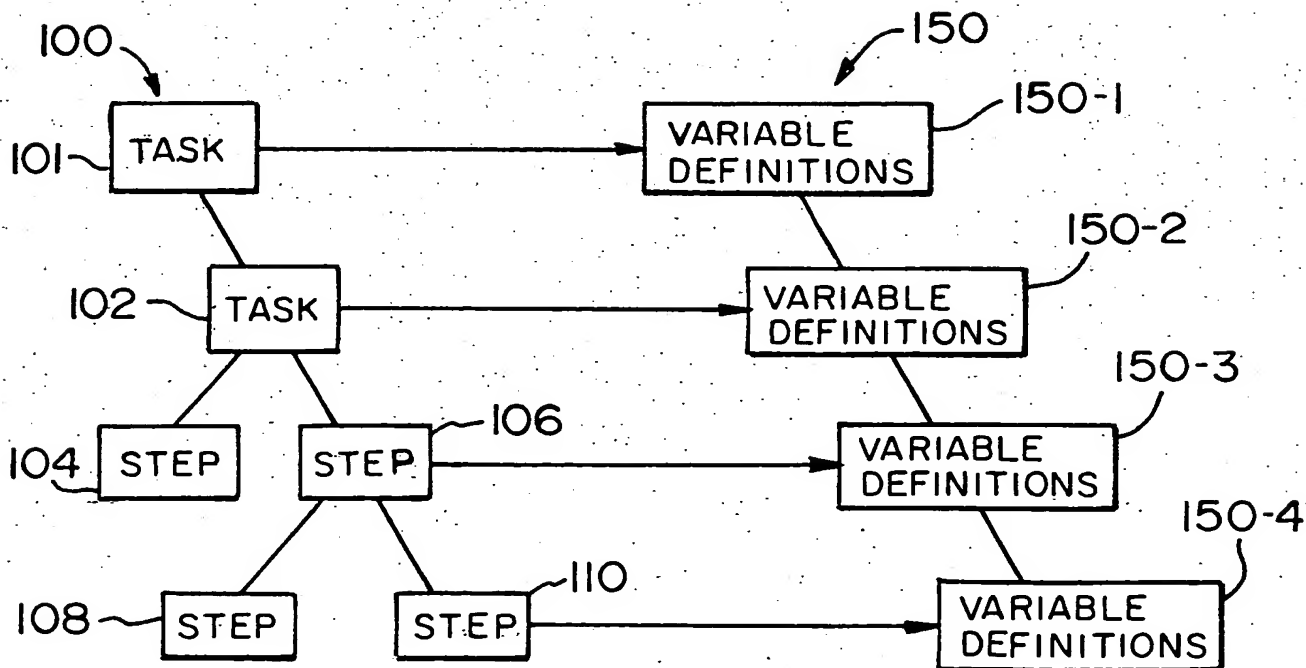 100
150
150-1
101
TASK
VARIABLE
DEFINITIONS
150-2
102
TASK
VARIABLE
DEFINITIONS
150-3
106
104
STEP
STEP
VARIABLE
DEFINITIONS
150-4
110
108
STEP
STEP
VARIABLE
DEFINITIONS